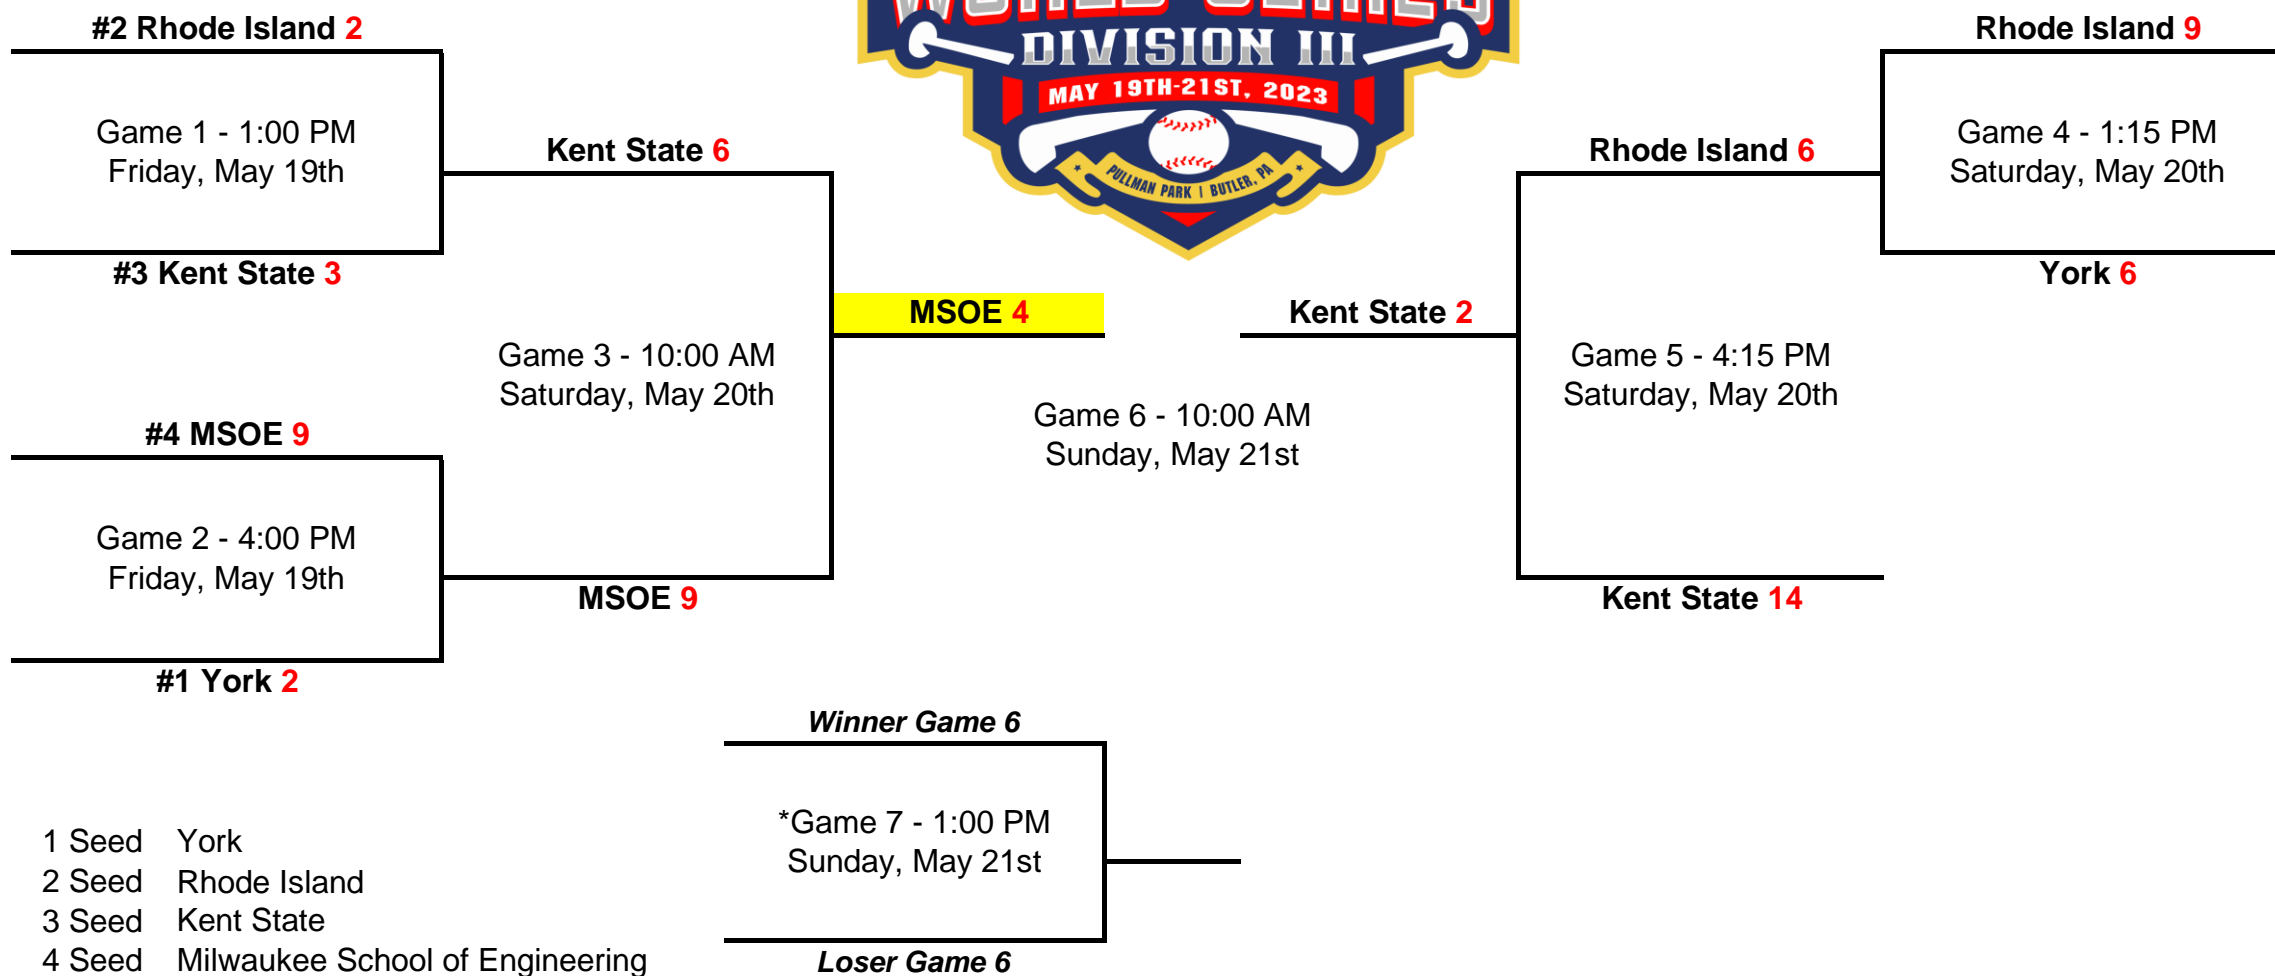 WORLD SERIES
DIVISION III
MAY 19TH-21ST, 2023
PULLMAN PARK | BUTLER, PA
#2 Rhode Island 2
Game 1 - 1:00 PM
Friday, May 19th
#3 Kent State 3
Kent State 6
Game 3 - 10:00 AM
Saturday, May 20th
MSOE 9
#4 MSOE 9
Game 2 - 4:00 PM
Friday, May 19th
#1 York 2
MSOE 4
Game 6 - 10:00 AM
Sunday, May 21st
Kent State 2
Rhode Island 6
Game 5 - 4:15 PM
Saturday, May 20th
Kent State 14
Rhode Island 9
Game 4 - 1:15 PM
Saturday, May 20th
York 6
Winner Game 6
*Game 7 - 1:00 PM
Sunday, May 21st
Loser Game 6
1 Seed York
2 Seed Rhode Island
3 Seed Kent State
4 Seed Milwaukee School of Engineering